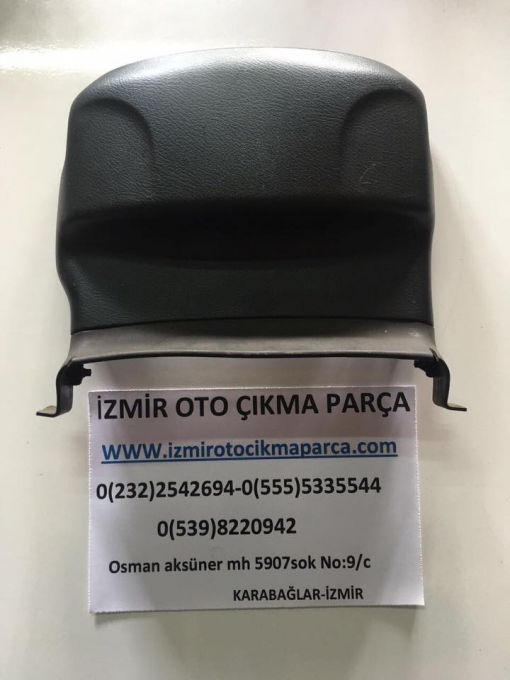 İZMİR OTO ÇIKMA PARÇA
WWW.izmirotocikmaparca.com
0(232)2542694-0(555)5335544
0(539)8220942
Osman aksüner mh 5907sok No:9/c
KARABAĞLAR-İZMİR